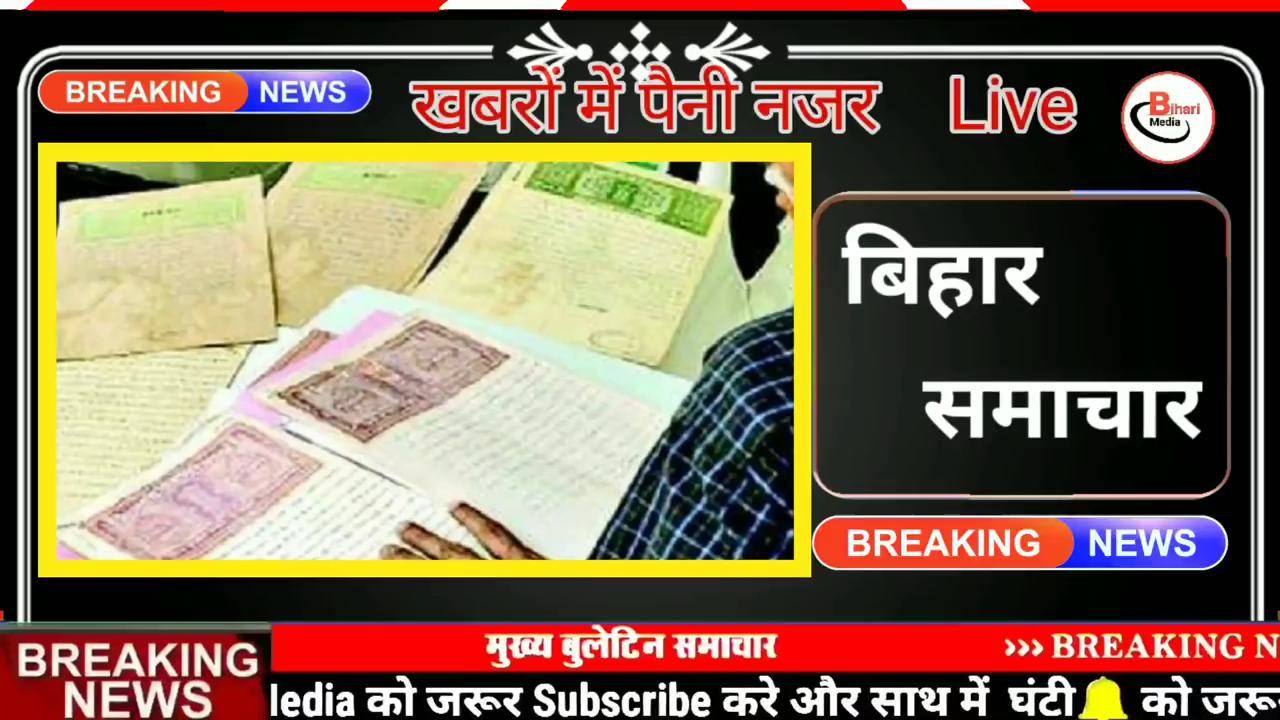 BREAKING NEWS
खबरों में पैनी नजर Live
Bihari
Media
बिहार
समाचार
BREAKING NEWS
मुख्य बुलेटिन समाचार
>>> BREAKING N
BREAKING
NEWS
Media को जरूर Subscribe करे और साथ में घंटी🔔 को जरू